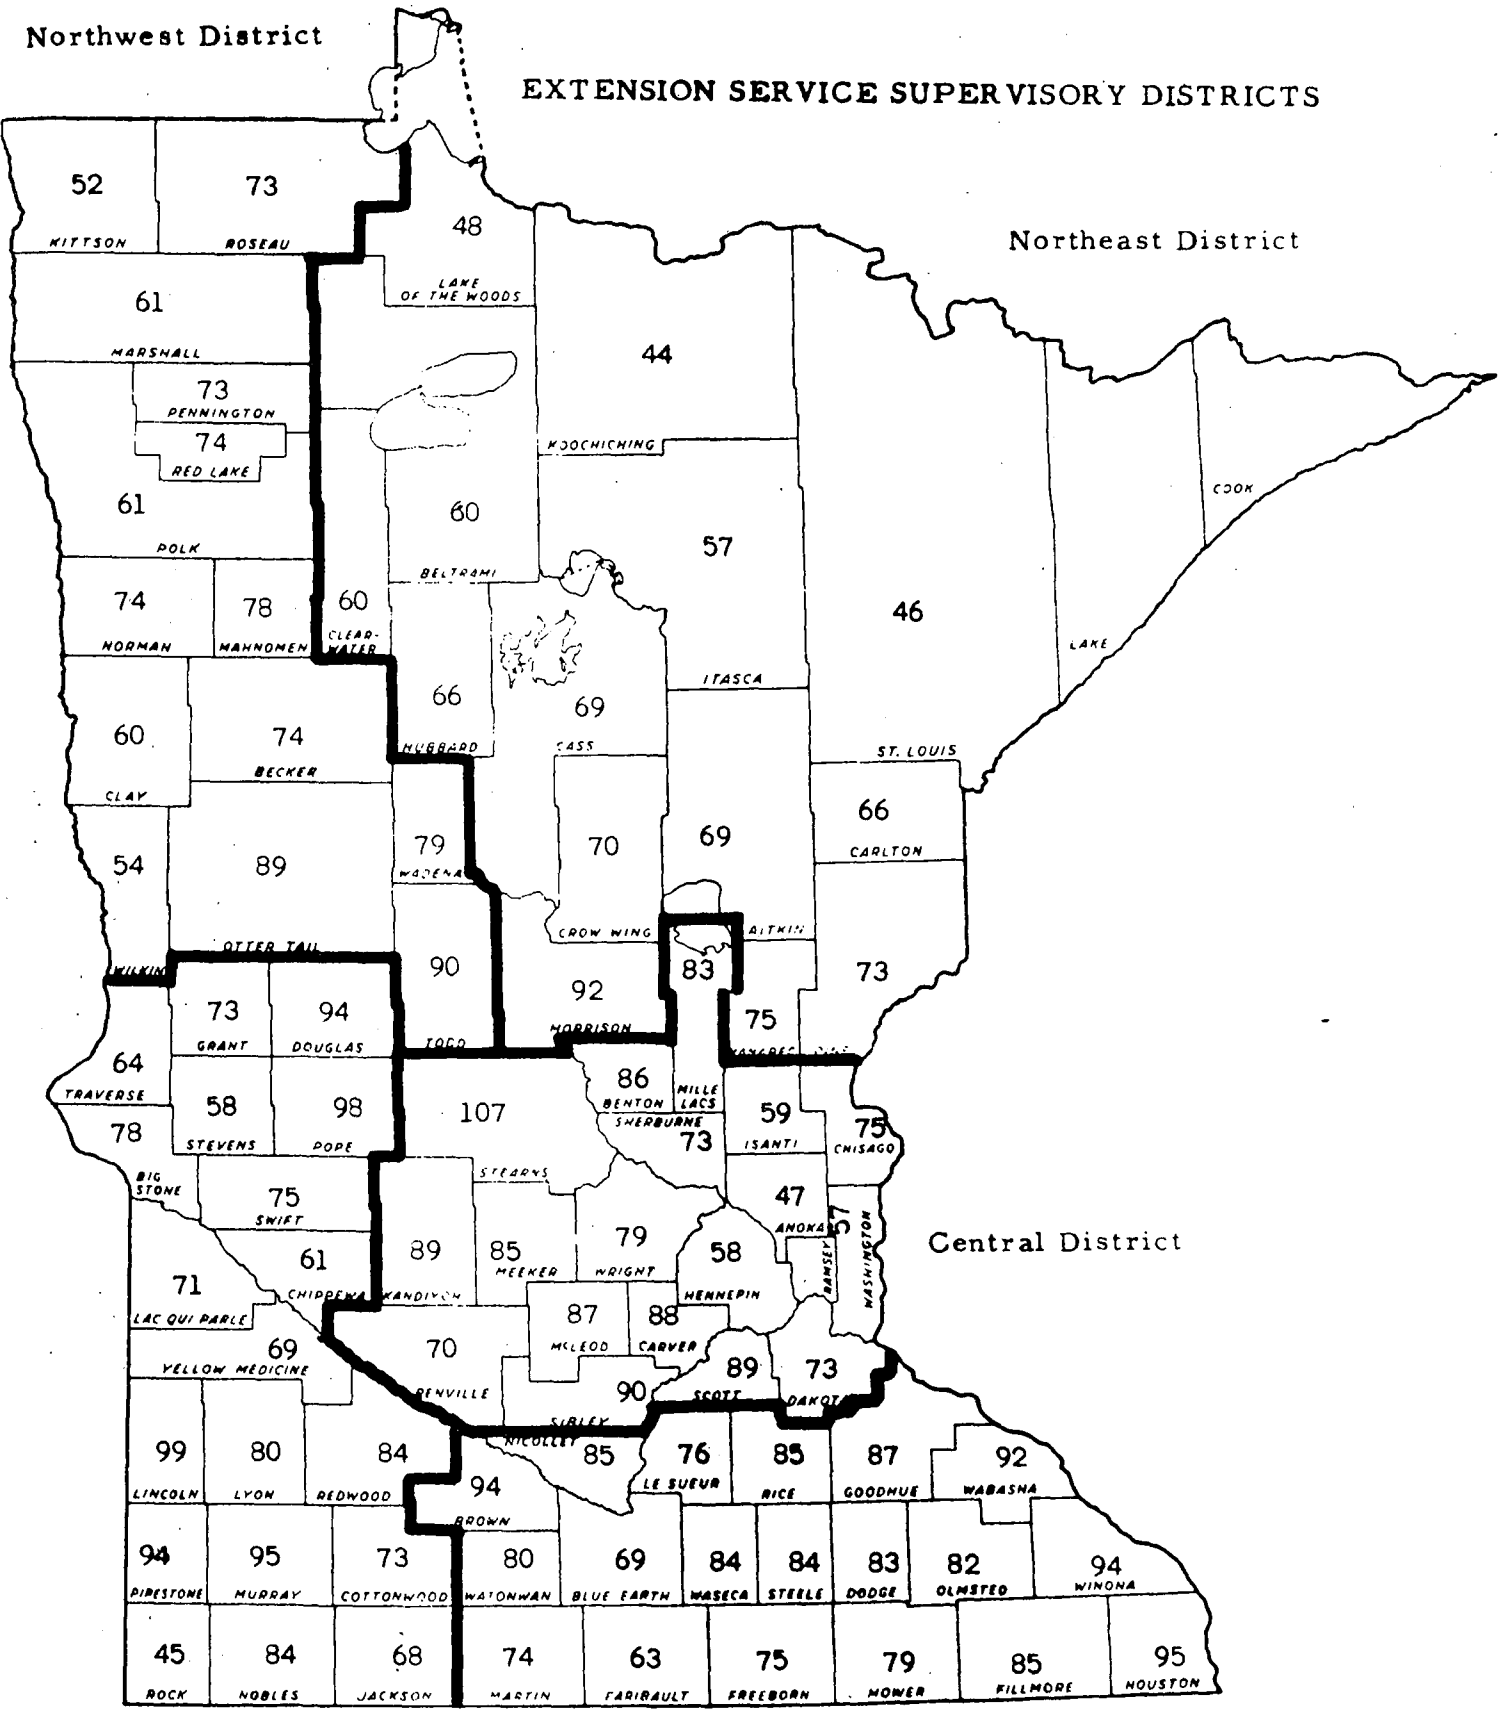 Northwest District
EXTENSION SERVICE SUPERVISORY DISTRICTS
Northeast District
52
KITTSON
73
ROSEAU
48
LAKE
OF THE WOODS
61
MARSHALL
44
KOOCHICHING
73
PENNINGTON
74
RED LAKE
61
POLK
60
BELTRAMI
57
ITASCA
COOK
74
NORMAN
78
MAHNOMEN
60
CLEAR-
WATER
46
ST. LOUIS
LAKE
66
HUBBARD
69
CASS
60
CLAY
74
BECKER
66
CARLTON
54
WILKIN
89
OTTER TAIL
79
WADENA
70
CROW WING
69
AITKIN
90
TODD
92
MORRISON
83
MILLE
LACS
75
73
73
GRANT
94
DOUGLAS
64
TRAVERSE
58
STEVENS
98
POPE
107
STEARNS
86
BENTON
SHERBURNE
73
59
ISANTI
75
CHISAGO
78
BIG
STONE
75
SWIFT
47
ANOKA
57
WASHINGTON
RAMSEY
Central District
61
CHIPPEWA
89
KANDIYOH
85
MEEKER
79
WRIGHT
58
HENNEPIN
71
LAC QUI PARLE
69
YELLOW MEDICINE
70
RENVILLE
87
McLEOD
88
CARVER
90
SIBLEY
89
SCOTT
73
DAKOTA
99
LINCOLN
80
LYON
84
REDWOOD
94
BROWN
NICOLLET
85
76
LE SUEUR
85
RICE
87
GOODHUE
92
WABASHA
94
PIPESTONE
95
MURRAY
73
COTTONWOOD
80
WATONWAN
69
BLUE EARTH
84
WASECA
84
STEELE
83
DODGE
82
OLMSTED
94
WINONA
45
ROCK
84
NOBLES
68
JACKSON
74
MARTIN
63
FARIBAULT
75
FREEBORN
79
MOWER
85
FILLMORE
95
HOUSTON